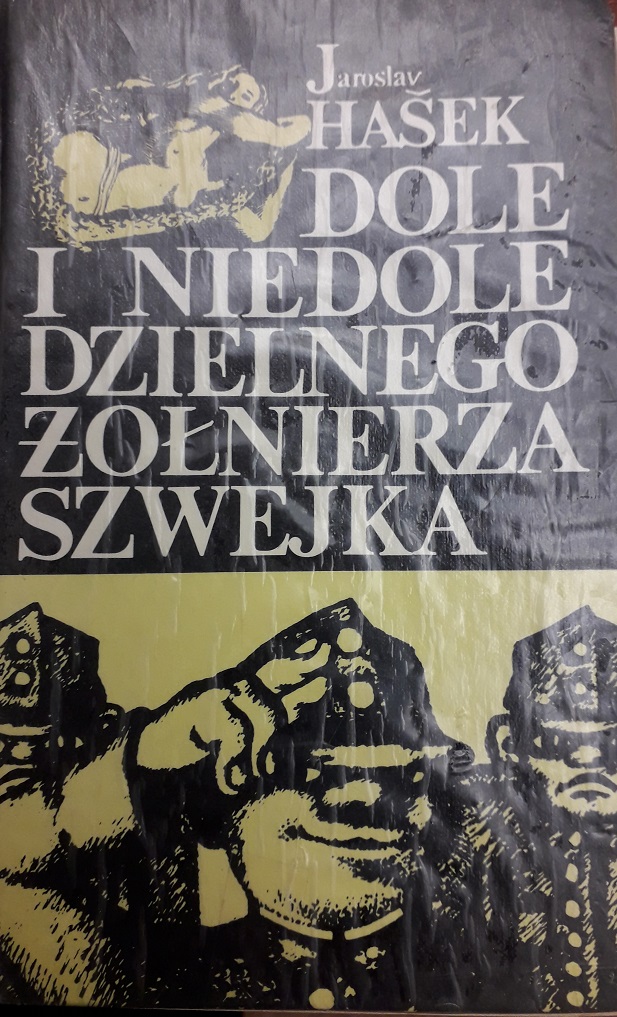 Jaroslav
HAŠEK
DOLE
I NIEDOLE
DZIELNEGO
ŻOŁNIERZA
SZWEJKA